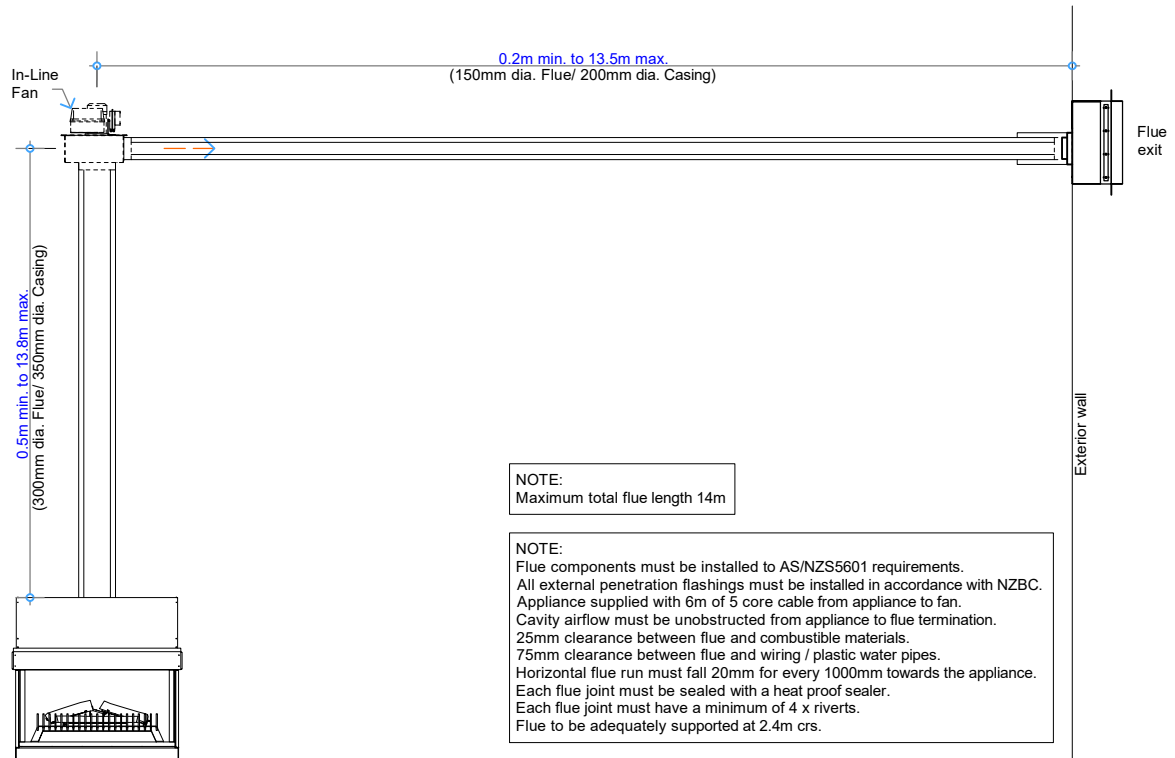 0.2m min. to 13.5m max.
(150mm dia. Flue/ 200mm dia. Casing)
In-Line
Fan
Flue
exit
0.5m min. to 13.8m max.
(300mm dia. Flue/ 350mm dia. Casing)
Exterior wall
NOTE:
Maximum total flue length 14m
NOTE:
Flue components must be installed to AS/NZS5601 requirements.
All external penetration flashings must be installed in accordance with NZBC.
Appliance supplied with 6m of 5 core cable from appliance to fan.
Cavity airflow must be unobstructed from appliance to flue termination.
25mm clearance between flue and combustible materials.
75mm clearance between flue and wiring / plastic water pipes.
Horizontal flue run must fall 20mm for every 1000mm towards the appliance.
Each flue joint must be sealed with a heat proof sealer.
Each flue joint must have a minimum of 4 x riverts.
Flue to be adequately supported at 2.4m crs.